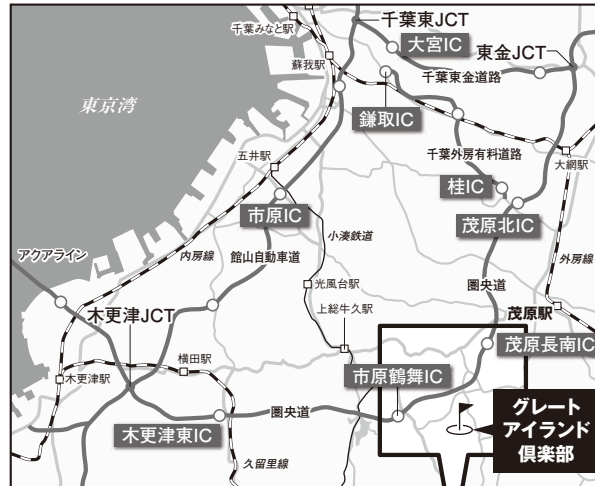 千葉みなと駅
千葉東JCT
大宮IC
東金JCT
蘇我駅
千葉東金道路
東京湾
鎌取IC
千葉外房有料道路
大網駅
五井駅
桂IC
市原IC
茂原北IC
小湊鉄道
アクアライン
内房線
館山自動車道
外房線
光風台駅
圏央道
茂原駅
木更津JCT
上総牛久駅
茂原長南IC
横田駅
市原鶴舞IC
木更津駅
圏央道
木更津東IC
久留里線
グレート
アイランド
倶楽部